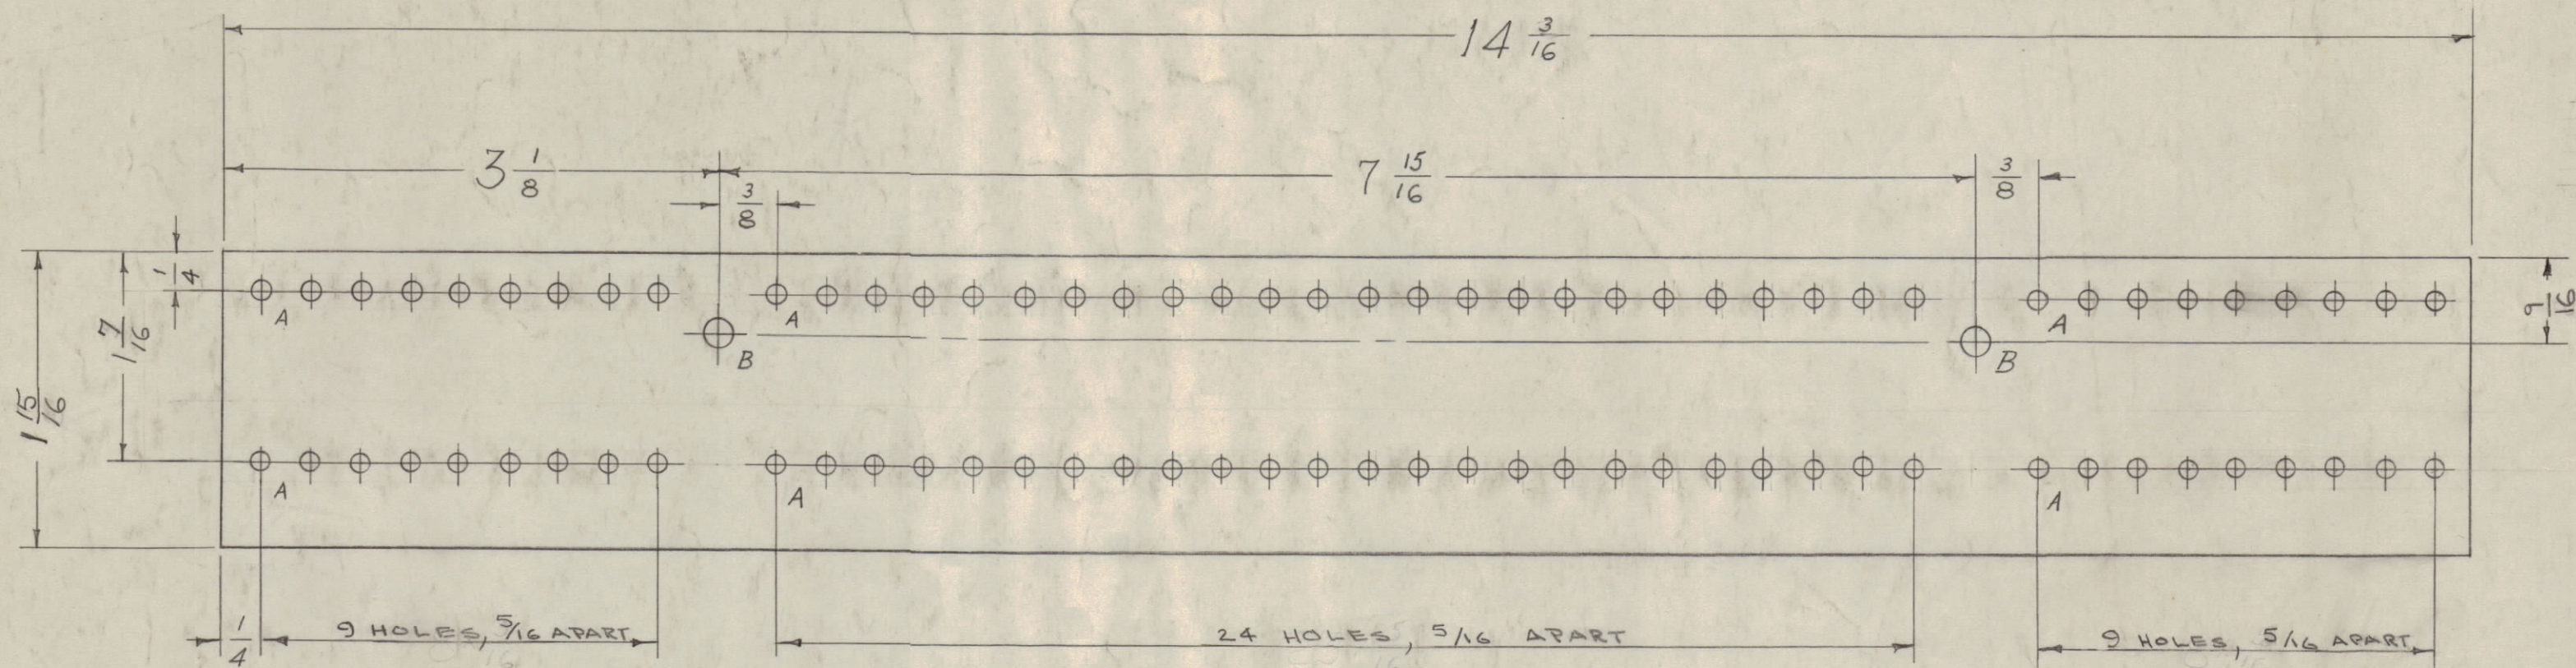 14 3/16
3 1/8
7 15/16
3/8
3/8
1/4
A
A
A
9/16
B
B
1 7/16
1 15/16
A
A
A
1/4
9 HOLES, 5/16 APART
24 HOLES, 5/16 APART
9 HOLES, 5/16 APART